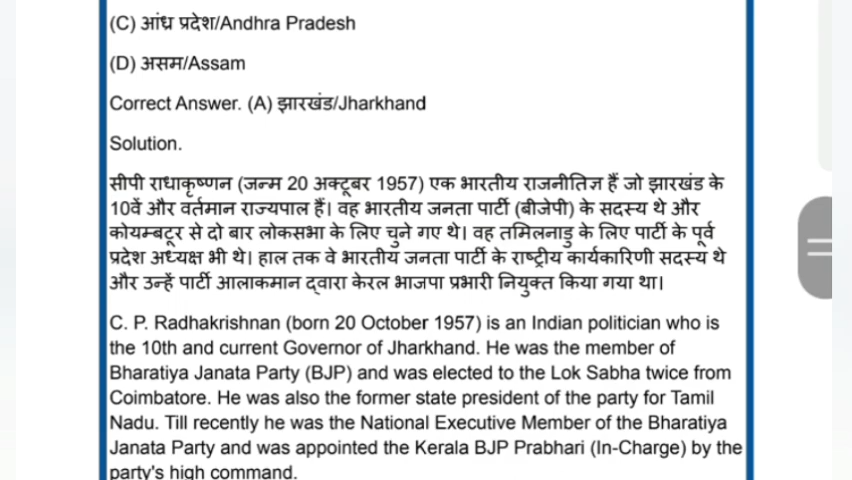 (C) आंध्र प्रदेश/Andhra Pradesh
(D) असम/Assam
Correct Answer. (A) झारखंड/Jharkhand
Solution.
सीपी राधाकृष्णन (जन्म 20 अक्टूबर 1957) एक भारतीय राजनीतिज्ञ हैं जो झारखंड के
10वें और वर्तमान राज्यपाल हैं। वह भारतीय जनता पार्टी (बीजेपी) के सदस्य थे और
कोयम्बटूर से दो बार लोकसभा के लिए चुने गए थे। वह तमिलनाडु के लिए पार्टी के पूर्व
प्रदेश अध्यक्ष भी थे। हाल तक वे भारतीय जनता पार्टी के राष्ट्रीय कार्यकारिणी सदस्य थे
और उन्हें पार्टी आलाकमान द्वारा केरल भाजपा प्रभारी नियुक्त किया गया था।
C. P. Radhakrishnan (born 20 October 1957) is an Indian politician who is
the 10th and current Governor of Jharkhand. He was the member of
Bharatiya Janata Party (BJP) and was elected to the Lok Sabha twice from
Coimbatore. He was also the former state president of the party for Tamil
Nadu. Till recently he was the National Executive Member of the Bharatiya
Janata Party and was appointed the Kerala BJP Prabhari (In-Charge) by the
party's high command.